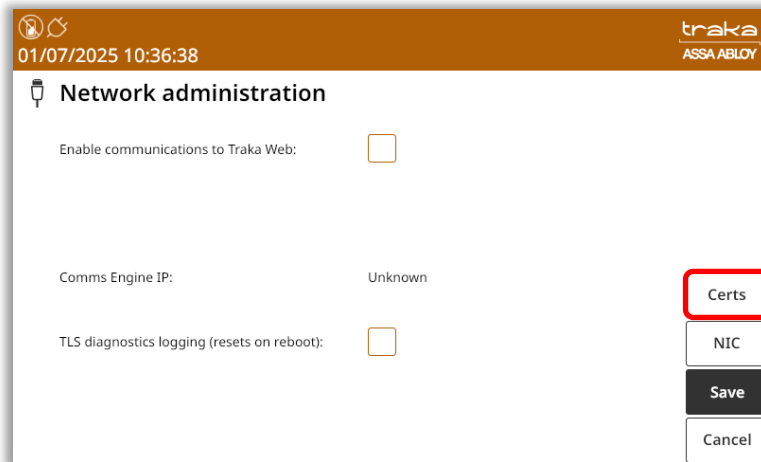 traka
01/07/2025 10:36:38
ASSA ABLOY
Network administration
Enable communications to Traka Web:
Comms Engine IP: Unknown
Certs
TLS diagnostics logging (resets on reboot):
NIC
Save
Cancel